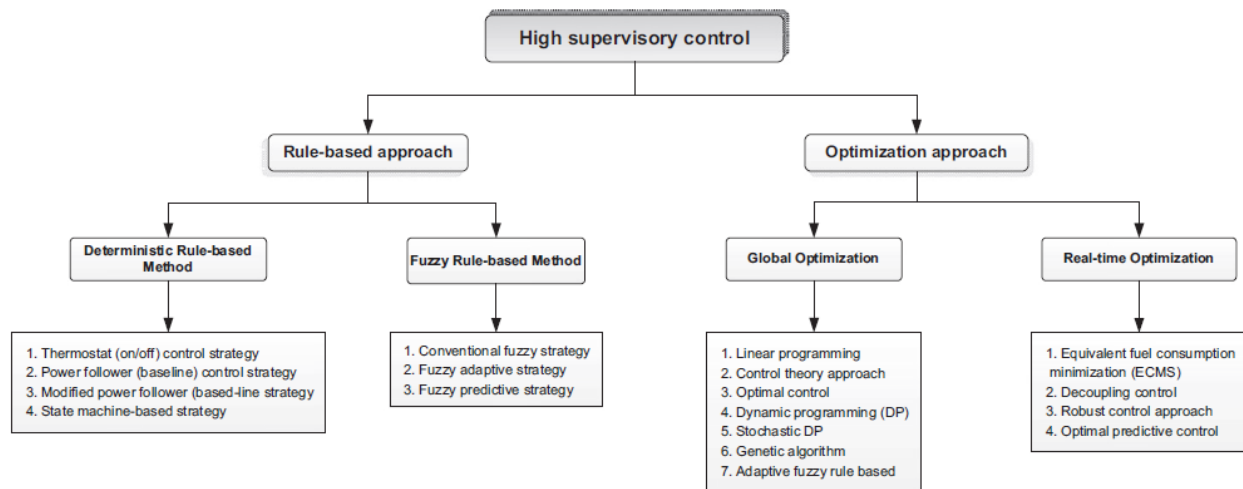 High supervisory control
Rule-based approach
Optimization approach
Deterministic Rule-based
Method
Fuzzy Rule-based Method
Global Optimization
Real-time Optimization
1. Thermostat (on/off) control strategy
2. Power follower (baseline) control strategy
3. Modified power follower (based-line strategy
4. State machine-based strategy
1. Conventional fuzzy strategy
2. Fuzzy adaptive strategy
3. Fuzzy predictive strategy
1. Linear programming
2. Control theory approach
3. Optimal control
4. Dynamic programming (DP)
5. Stochastic DP
6. Genetic algorithm
7. Adaptive fuzzy rule based
1. Equivalent fuel consumption
minimization (ECMS)
2. Decoupling control
3. Robust control approach
4. Optimal predictive control